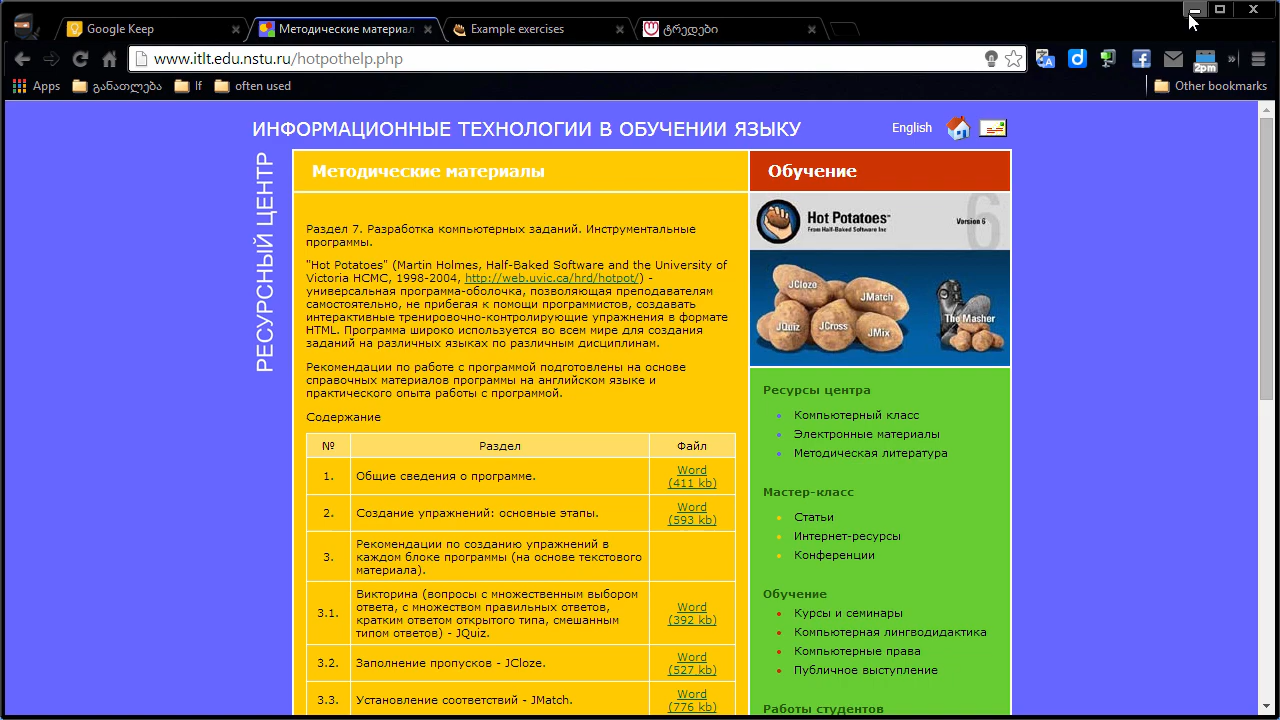 Google Keep
Методические материал
Example exercises
ტრედები
www.itlt.edu.nstu.ru/hotpothelp.php
2pm
Apps
განათლება
lf
often used
Other bookmarks
ИНФОРМАЦИОННЫЕ ТЕХНОЛОГИИ В ОБУЧЕНИИ ЯЗЫКУ
English
РЕСУРСНЫЙ ЦЕНТР
Методические материалы
Раздел 7. Разработка компьютерных заданий. Инструментальные
программы.
"Hot Potatoes" (Martin Holmes, Half-Baked Software and the University of
Victoria HCMC, 1998-2004, http://web.uvic.ca/hrd/hotpot/) -
универсальная программа-оболочка, позволяющая преподавателям
самостоятельно, не прибегая к помощи программистов, создавать
интерактивные тренировочно-контролирующие упражнения в формате
HTML. Программа широко используется во всем мире для создания
заданий на различных языках по различным дисциплинам.
Рекомендации по работе с программой подготовлены на основе
справочных материалов программы на английском языке и
практического опыта работы с программой.
Содержание
№ Раздел Файл
1. Общие сведения о программе. Word
(411 kb)
2. Создание упражнений: основные этапы. Word
(593 kb)
3. Рекомендации по созданию упражнений в
каждом блоке программы (на основе текстового
материала).
3.1. Викторина (вопросы с множественным выбором
ответа, с множеством правильных ответов,
кратким ответом открытого типа, смешанным
типом ответов) - JQuiz.
Word
(392 kb)
3.2. Заполнение пропусков - JCloze. Word
(527 kb)
3.3. Установление соответствий - JMatch. Word
(776 kb)
Обучение
Hot Potatoes™
From Half-Baked Software Inc
Version 6
6
JCloze
JMatch
JQuiz
JCross
JMix
The Masher
Ресурсы центра
Компьютерный класс
Электронные материалы
Методическая литература
Мастер-класс
Статьи
Интернет-ресурсы
Конференции
Обучение
Курсы и семинары
Компьютерная лингводидактика
Компьютерные права
Публичное выступление
Работы студентов